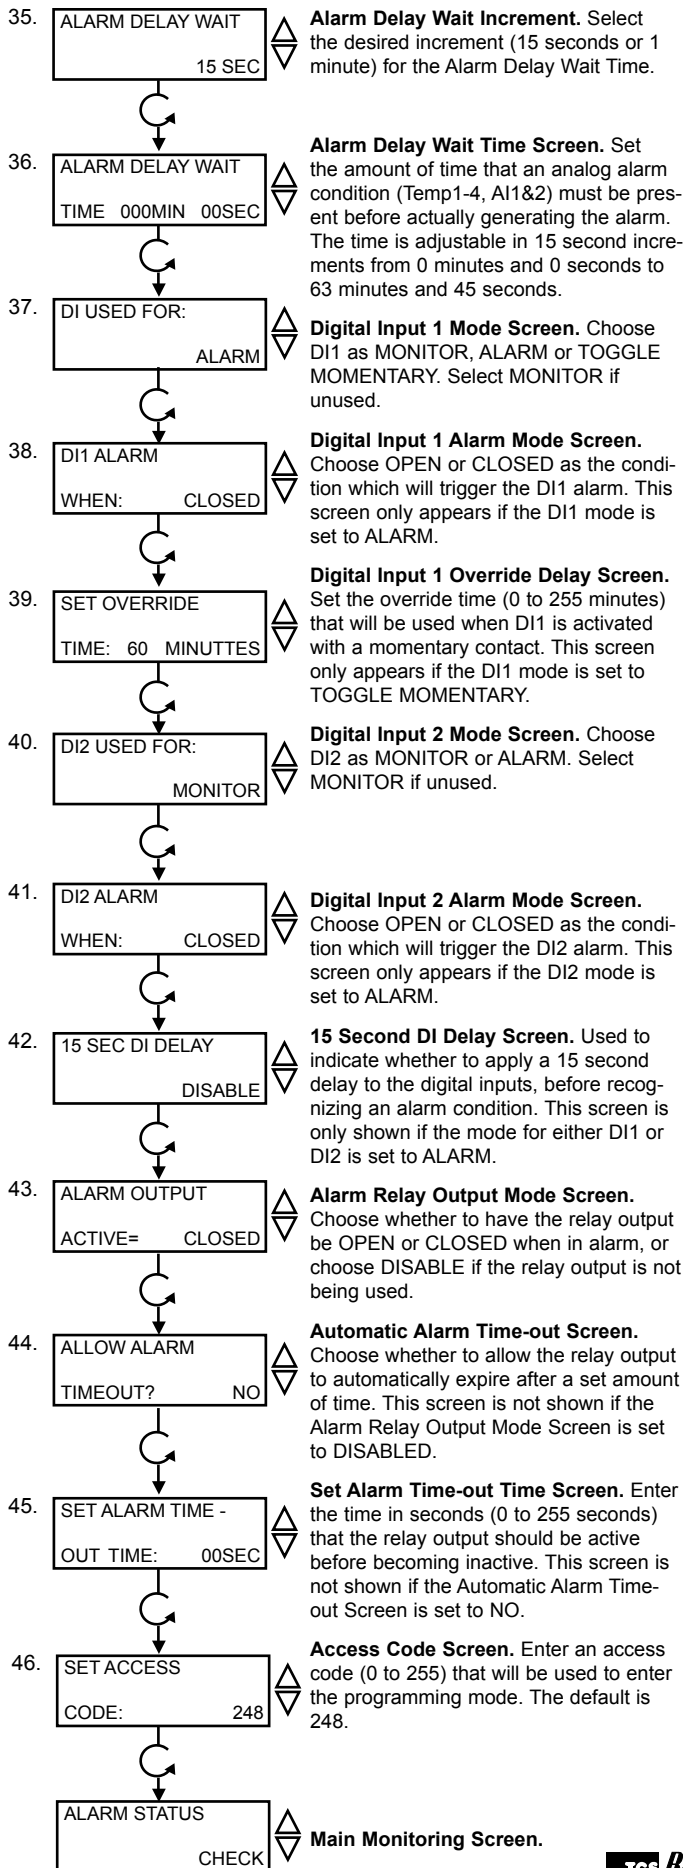 35.
ALARM DELAY WAIT
15 SEC
Alarm Delay Wait Increment. Select
the desired increment (15 seconds or 1
minute) for the Alarm Delay Wait Time.
36.
ALARM DELAY WAIT
TIME 000MIN 00SEC
Alarm Delay Wait Time Screen. Set
the amount of time that an analog alarm
condition (Temp1-4, AI1&2) must be pres-
ent before actually generating the alarm.
The time is adjustable in 15 second incre-
ments from 0 minutes and 0 seconds to
63 minutes and 45 seconds.
37.
DI USED FOR:
ALARM
Digital Input 1 Mode Screen. Choose
DI1 as MONITOR, ALARM or TOGGLE
MOMENTARY. Select MONITOR if
unused.
38.
DI1 ALARM
WHEN: CLOSED
Digital Input 1 Alarm Mode Screen.
Choose OPEN or CLOSED as the condi-
tion which will trigger the DI1 alarm. This
screen only appears if the DI1 mode is
set to ALARM.
39.
SET OVERRIDE
TIME: 60 MINUTTES
Digital Input 1 Override Delay Screen.
Set the override time (0 to 255 minutes)
that will be used when DI1 is activated
with a momentary contact. This screen
only appears if the DI1 mode is set to
TOGGLE MOMENTARY.
40.
DI2 USED FOR:
MONITOR
Digital Input 2 Mode Screen. Choose
DI2 as MONITOR or ALARM. Select
MONITOR if unused.
41.
DI2 ALARM
WHEN: CLOSED
Digital Input 2 Alarm Mode Screen.
Choose OPEN or CLOSED as the condi-
tion which will trigger the DI2 alarm. This
screen only appears if the DI2 mode is
set to ALARM.
42.
15 SEC DI DELAY
DISABLE
15 Second DI Delay Screen. Used to
indicate whether to apply a 15 second
delay to the digital inputs, before recog-
nizing an alarm condition. This screen is
only shown if the mode for either DI1 or
DI2 is set to ALARM.
43.
ALARM OUTPUT
ACTIVE= CLOSED
Alarm Relay Output Mode Screen.
Choose whether to have the relay output
be OPEN or CLOSED when in alarm, or
choose DISABLE if the relay output is not
being used.
44.
ALLOW ALARM
TIMEOUT? NO
Automatic Alarm Time-out Screen.
Choose whether to allow the relay output
to automatically expire after a set amount
of time. This screen is not shown if the
Alarm Relay Output Mode Screen is set
to DISABLED.
45.
SET ALARM TIME -
OUT TIME: 00SEC
Set Alarm Time-out Time Screen. Enter
the time in seconds (0 to 255 seconds)
that the relay output should be active
before becoming inactive. This screen is
not shown if the Automatic Alarm Time-
out Screen is set to NO.
46.
SET ACCESS
CODE: 248
Access Code Screen. Enter an access
code (0 to 255) that will be used to enter
the programming mode. The default is
248.
ALARM STATUS
CHECK
Main Monitoring Screen.